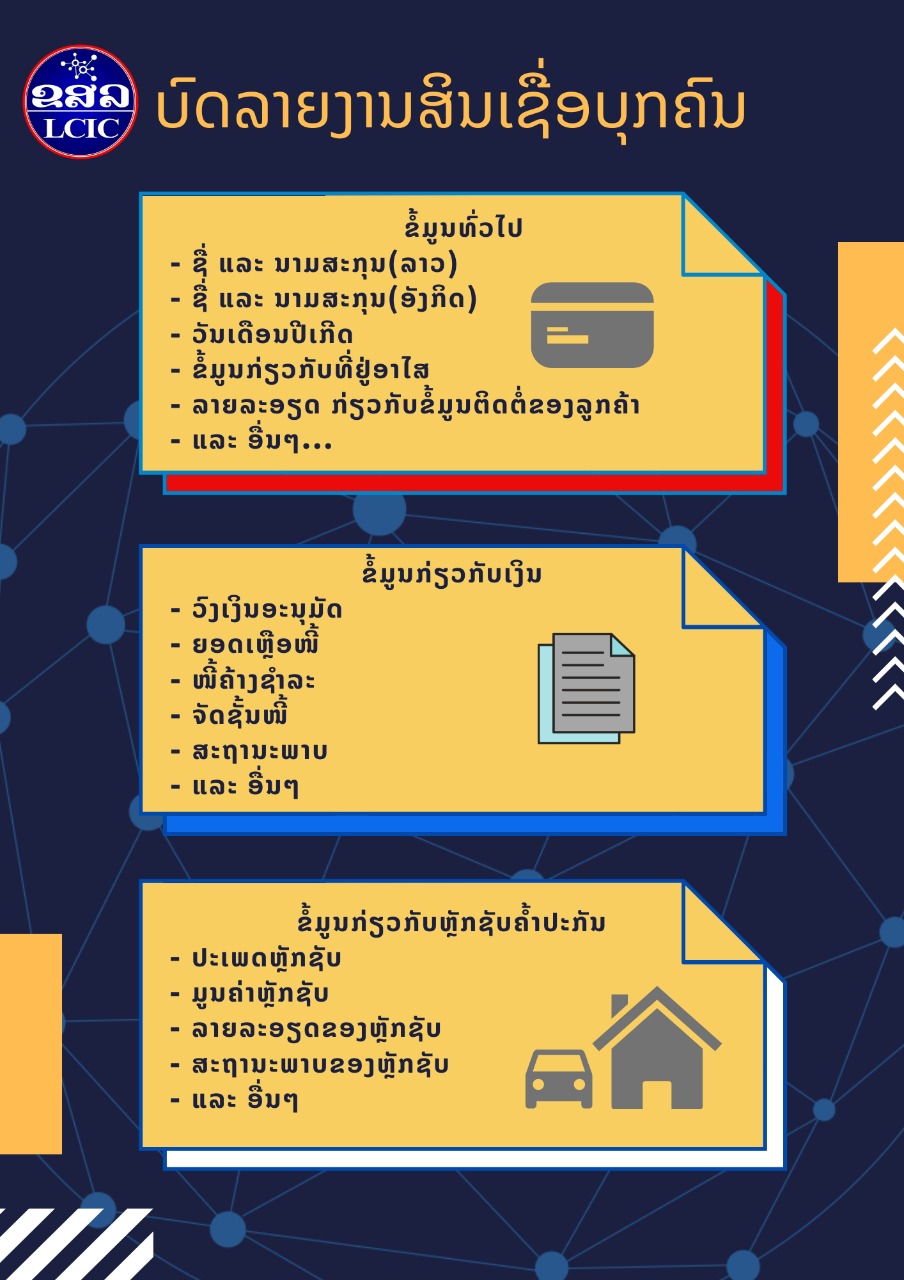 ຂສລ
LCIC
ບົດລາຍງານສິນເຊື່ອບຸກຄົນ
ຂໍ້ມູນທົ່ວໄປ
- ຊື່ ແລະ ນາມສະກຸນ(ລາວ)
- ຊື່ ແລະ ນາມສະກຸນ(ອັງກິດ)
- ວັນເດືອນປີເກີດ
- ຂໍ້ມູນກ່ຽວກັບທີ່ຢູ່ອາໄສ
- ລາຍລະອຽດ ກ່ຽວກັບຂໍ້ມູນຕິດຕໍ່ຂອງລູກຄ້າ
- ແລະ ອື່ນໆ...
ຂໍ້ມູນກ່ຽວກັບເງິນ
- ວົງເງິນອະນຸມັດ
- ຍອດເຫຼືອໜີ້
- ໜີ້ຄ້າງຊຳລະ
- ຈັດຊັ້ນໜີ້
- ສະຖານະພາບ
- ແລະ ອື່ນໆ
ຂໍ້ມູນກ່ຽວກັບຫຼັກຊັບຄ້ຳປະກັນ
- ປະເພດຫຼັກຊັບ
- ມູນຄ່າຫຼັກຊັບ
- ລາຍລະອຽດຂອງຫຼັກຊັບ
- ສະຖານະພາບຂອງຫຼັກຊັບ
- ແລະ ອື່ນໆ